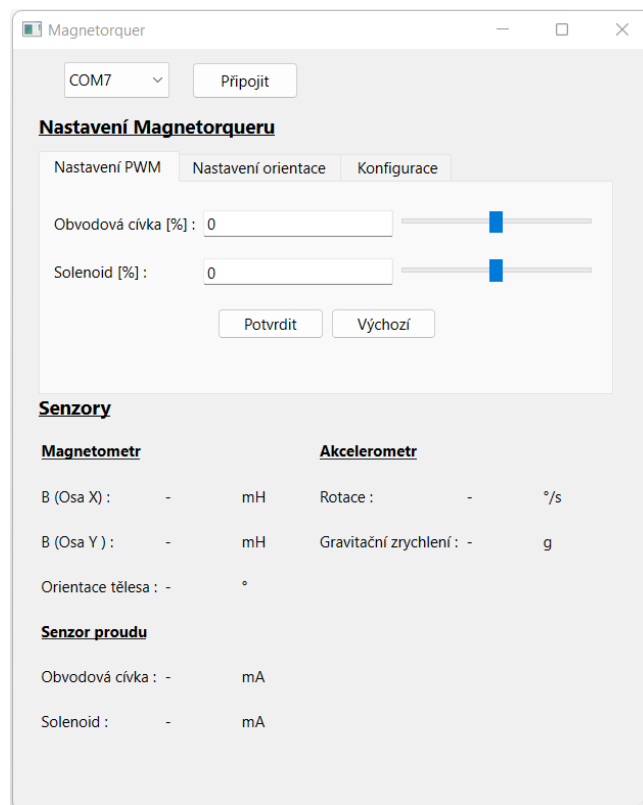 Magnetorquer
COM7 Připojit
Nastavení Magnetorqueru
Nastavení PWM Nastavení orientace Konfigurace
Obvodová cívka [%] : 0
Solenoid [%] : 0
Potvrdit Výchozí
Senzory
Magnetometr Akcelerometr
B (Osa X) : - mH Rotace : - °/s
B (Osa Y ) : - mH Gravitační zrychlení : - g
Orientace tělesa : - °
Senzor proudu
Obvodová cívka : - mA
Solenoid : - mA